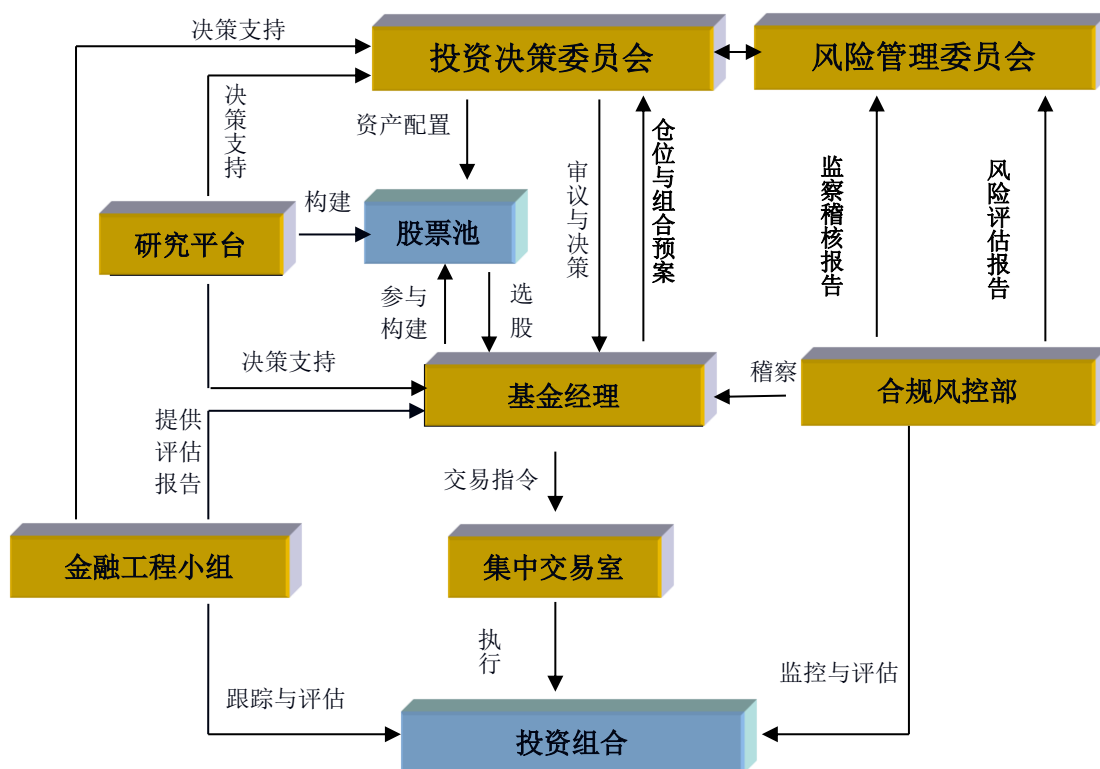 决策支持
投资决策委员会
风险管理委员会
决策支持
资产配置
审议与决策
仓位与组合预案
监察稽核报告
风险评估报告
研究平台
构建
股票池
参与
构建
选股
决策支持
基金经理
稽察
合规风控部
提供
评估
报告
交易指令
金融工程小组
集中交易室
执行
跟踪与评估
监控与评估
投资组合